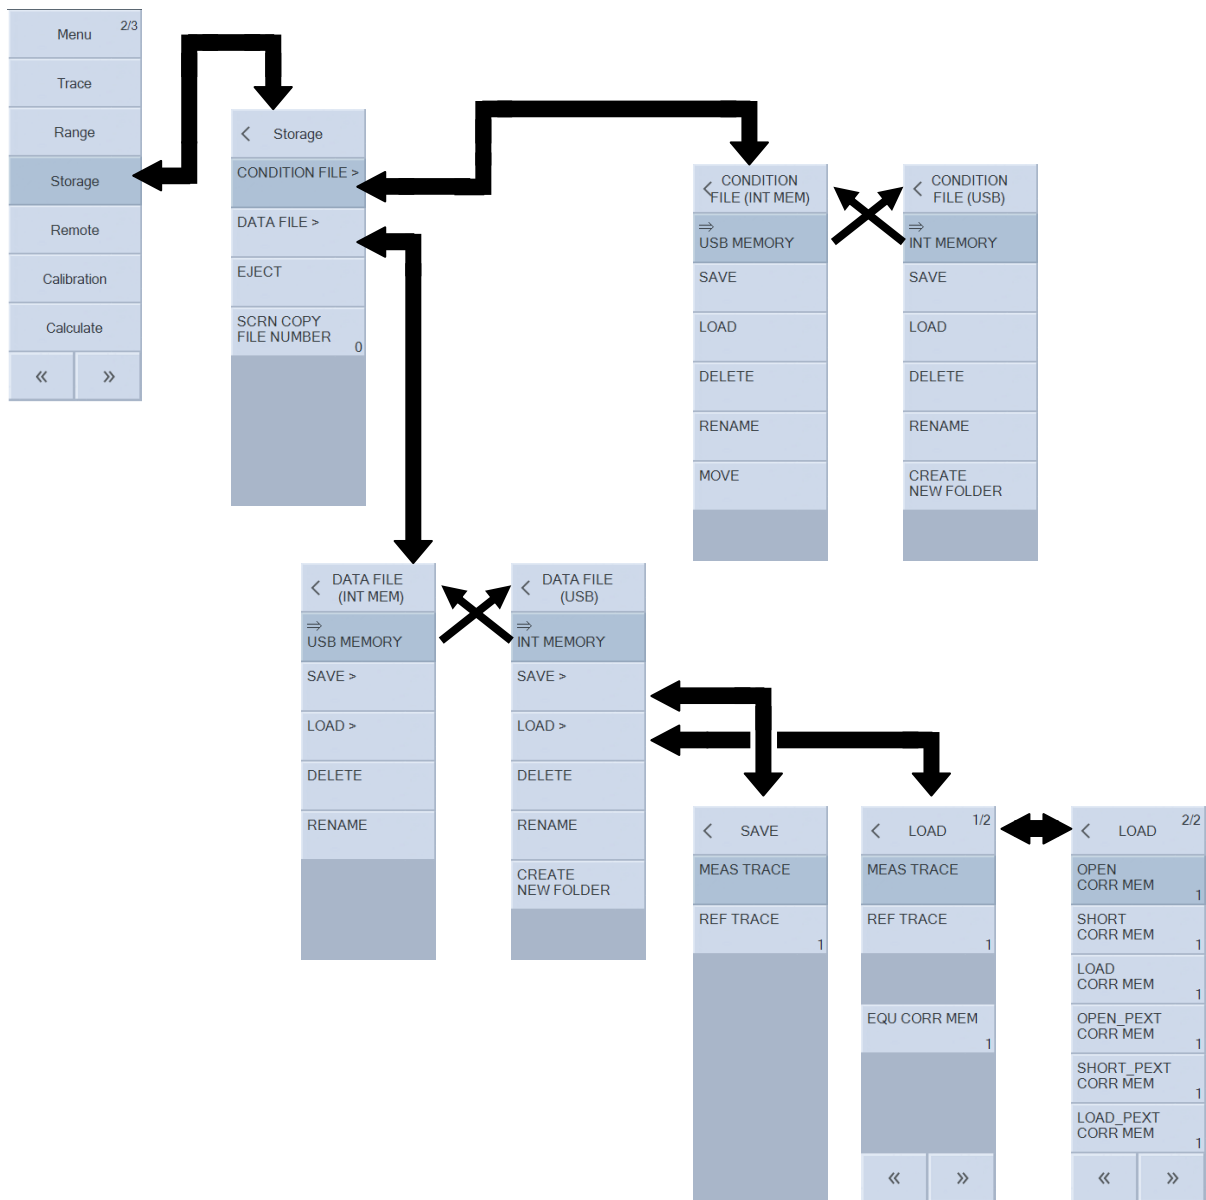 Menu 2/3
Trace
Range
Storage
Remote
Calibration
Calculate
« »
< Storage
CONDITION FILE >
DATA FILE >
EJECT
SCRN COPY
FILE NUMBER
0
< CONDITION
FILE (INT MEM)
⇒
USB MEMORY
SAVE
LOAD
DELETE
RENAME
MOVE
< CONDITION
FILE (USB)
⇒
INT MEMORY
SAVE
LOAD
DELETE
RENAME
CREATE
NEW FOLDER
< DATA FILE
(INT MEM)
⇒
USB MEMORY
SAVE >
LOAD >
DELETE
RENAME
< DATA FILE
(USB)
⇒
INT MEMORY
SAVE >
LOAD >
DELETE
RENAME
CREATE
NEW FOLDER
< SAVE
MEAS TRACE
REF TRACE
1
< LOAD 1/2
MEAS TRACE
REF TRACE
1
EQU CORR MEM
1
« »
< LOAD 2/2
OPEN
CORR MEM
1
SHORT
CORR MEM
1
LOAD
CORR MEM
1
OPEN_PEXT
CORR MEM
1
SHORT_PEXT
CORR MEM
1
LOAD_PEXT
CORR MEM
1
« »